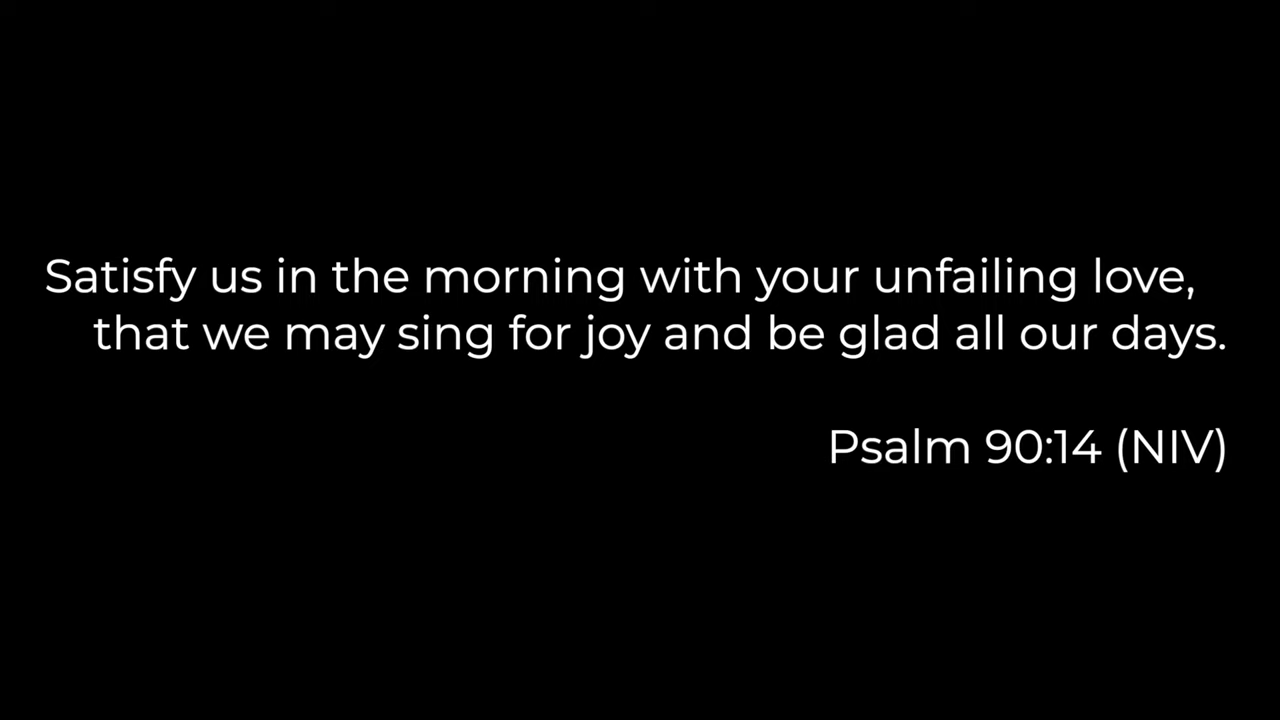 Satisfy us in the morning with your unfailing love,
that we may sing for joy and be glad all our days.
Psalm 90:14 (NIV)